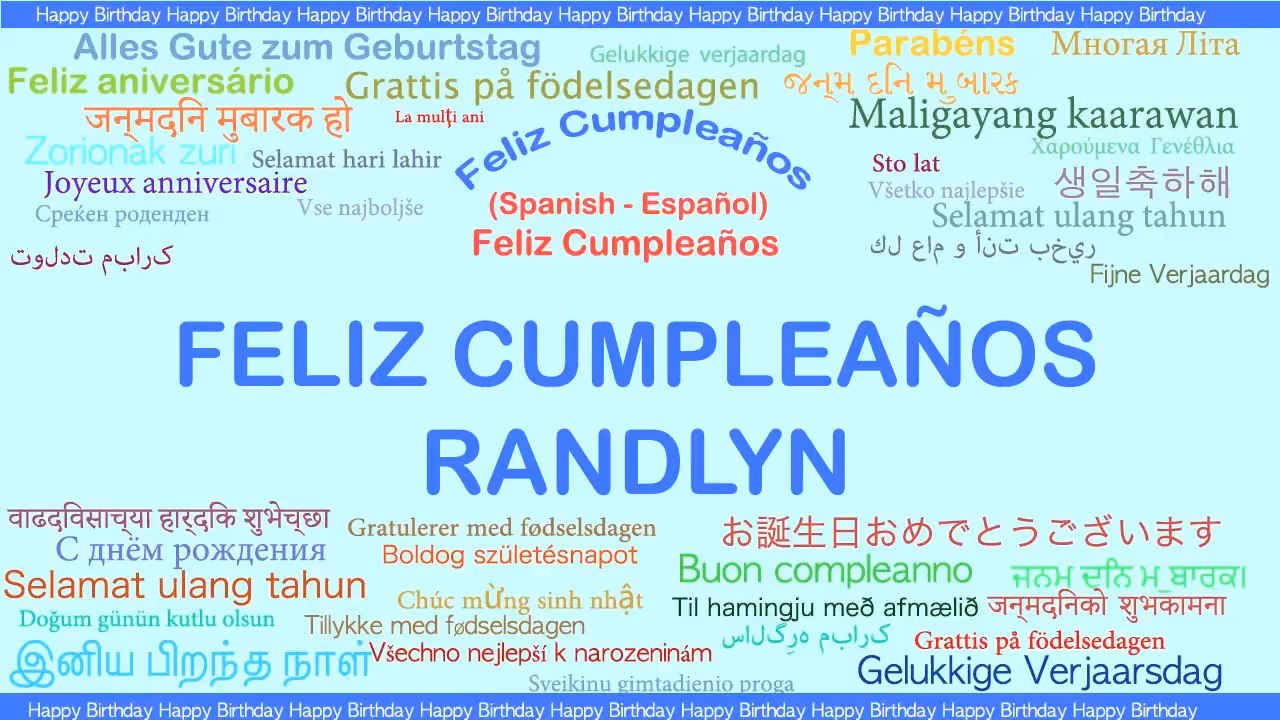 Happy Birthday Happy Birthday Happy Birthday Happy Birthday Happy Birthday Happy Birthday Happy Birthday Happy Birthday Happy Birthday
Alles Gute zum Geburtstag
Gelukkige verjaardag
Parabéns
Многая Літа
Feliz aniversário
Grattis på födelsedagen
જન્મ દિન મુબારક
जन्मदिन मुबारक हो
La mulţi ani
Feliz Cumpleaños
Maligayang kaarawan
Zorionak zuri
Selamat hari lahir
Sto lat
Χαρούμενα Γενέθλια
Joyeux anniversaire
Všetko najlepšie
생일축하해
Среќен роденден
Vse najboljše
(Spanish - Español)
Selamat ulang tahun
Feliz Cumpleaños
تولدت مبارک
كل عام و أنت بخير
Fijne Verjaardag
FELIZ CUMPLEAÑOS
RANDLYN
वाढदिवसाच्या हार्दिक शुभेच्छा
Gratulerer med fødselsdagen
お誕生日おめでとうございます
С днём рождения
Boldog születésnapot
Buon compleanno
ਜਨਮ ਦਿਨ ਮੁਬਾਰਕ।
Selamat ulang tahun
Chúc mừng sinh nhật
Til hamingju með afmælið
जन्मदिनको शुभकामना
Doğum günün kutlu olsun
Tillykke med fødselsdagen
سالگرہ مبارک
Grattis på födelsedagen
இனிய பிறந்த நாள்
Všechno nejlepší k narozeninám
Gelukkige Verjaarsdag
Sveikinu gimtadienio proga
Happy Birthday Happy Birthday Happy Birthday Happy Birthday Happy Birthday Happy Birthday Happy Birthday Happy Birthday Happy Birthday